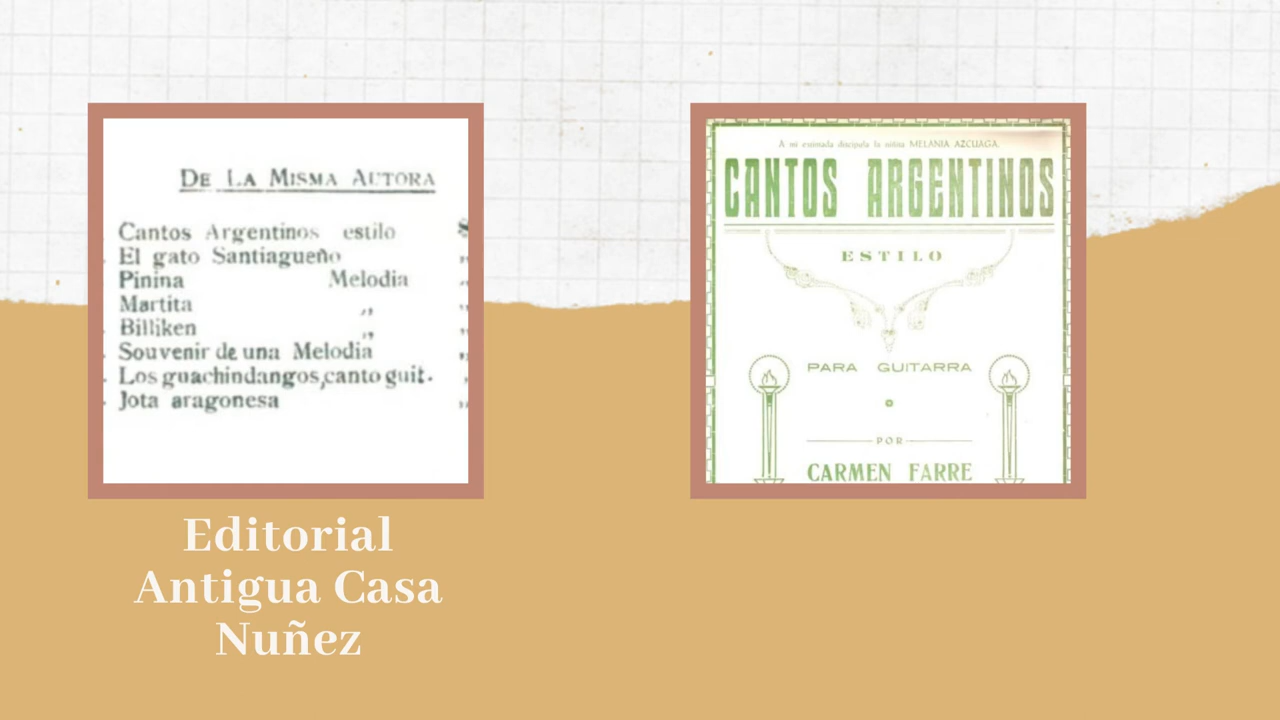 DE LA MISMA AUTORA
Cantos Argentinos estilo $
El gato Santiagueño „
Pinina Melodia „
Martita „ „
Billiken „ „
Souvenir de una Melodia „
Los guachindangos, canto guit. „
Jota aragonesa „
Editorial
Antigua Casa
Nuñez
A mi estimada discipula la niñita MELANIA AZCUAGA.
CANTOS ARGENTINOS
ESTILO
PARA GUITARRA
POR
CARMEN FARRE